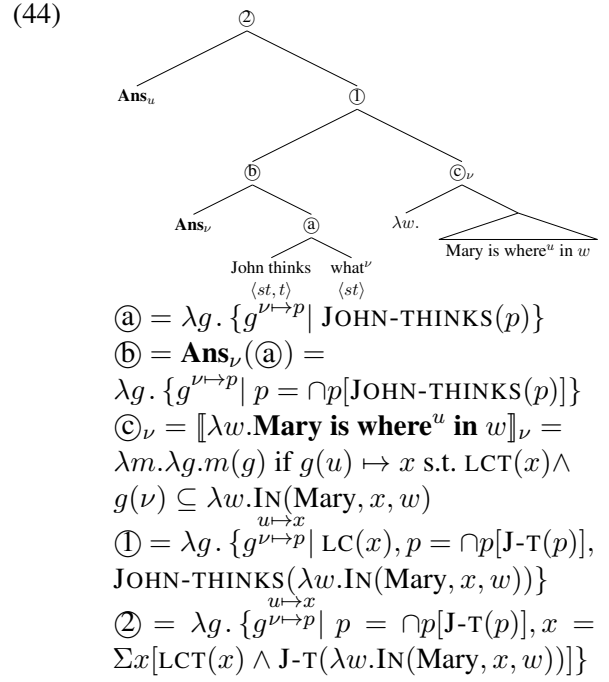 (44)
②
Ans_u
①
ⓑ
ⓒ_ν
Ans_ν
ⓐ
λw.
Mary is where^u in w
John thinks
⟨st, t⟩
what^ν
⟨st⟩
ⓐ = λg. {g^{ν↦p}| JOHN-THINKS(p)}
ⓑ = Ans_ν(ⓐ) =
λg. {g^{ν↦p}| p = ∩p[JOHN-THINKS(p)]}
ⓒ_ν = ⟦λw.Mary is where^u in w⟧_ν =
λm.λg.m(g) if g(u) ↦ x s.t. LCT(x)∧
g(ν) ⊆ λw.IN(Mary, x, w)
① = λg. {g^{u↦x ν↦p}| LC(x), p = ∩p[J-T(p)],
JOHN-THINKS(λw.IN(Mary, x, w))}
② = λg. {g^{u↦x ν↦p}| p = ∩p[J-T(p)], x =
Σx[LCT(x) ∧ J-T(λw.IN(Mary, x, w))]}